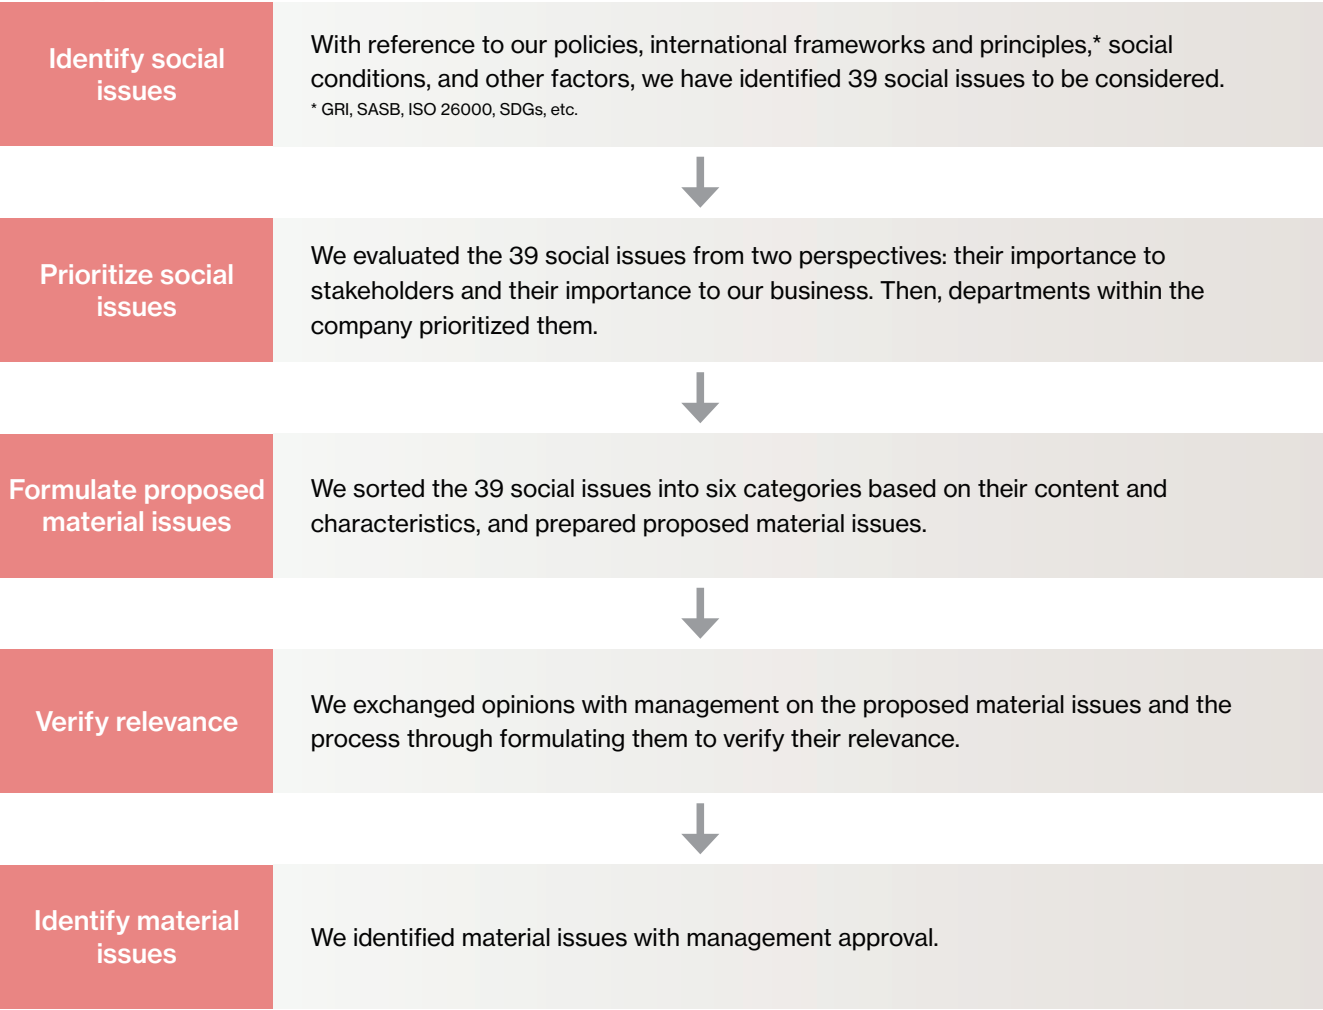 Identify social
issues
With reference to our policies, international frameworks and principles,* social
conditions, and other factors, we have identified 39 social issues to be considered.
* GRI, SASB, ISO 26000, SDGs, etc.
Prioritize social
issues
We evaluated the 39 social issues from two perspectives: their importance to
stakeholders and their importance to our business. Then, departments within the
company prioritized them.
Formulate proposed
material issues
We sorted the 39 social issues into six categories based on their content and
characteristics, and prepared proposed material issues.
Verify relevance
We exchanged opinions with management on the proposed material issues and the
process through formulating them to verify their relevance.
Identify material
issues
We identified material issues with management approval.